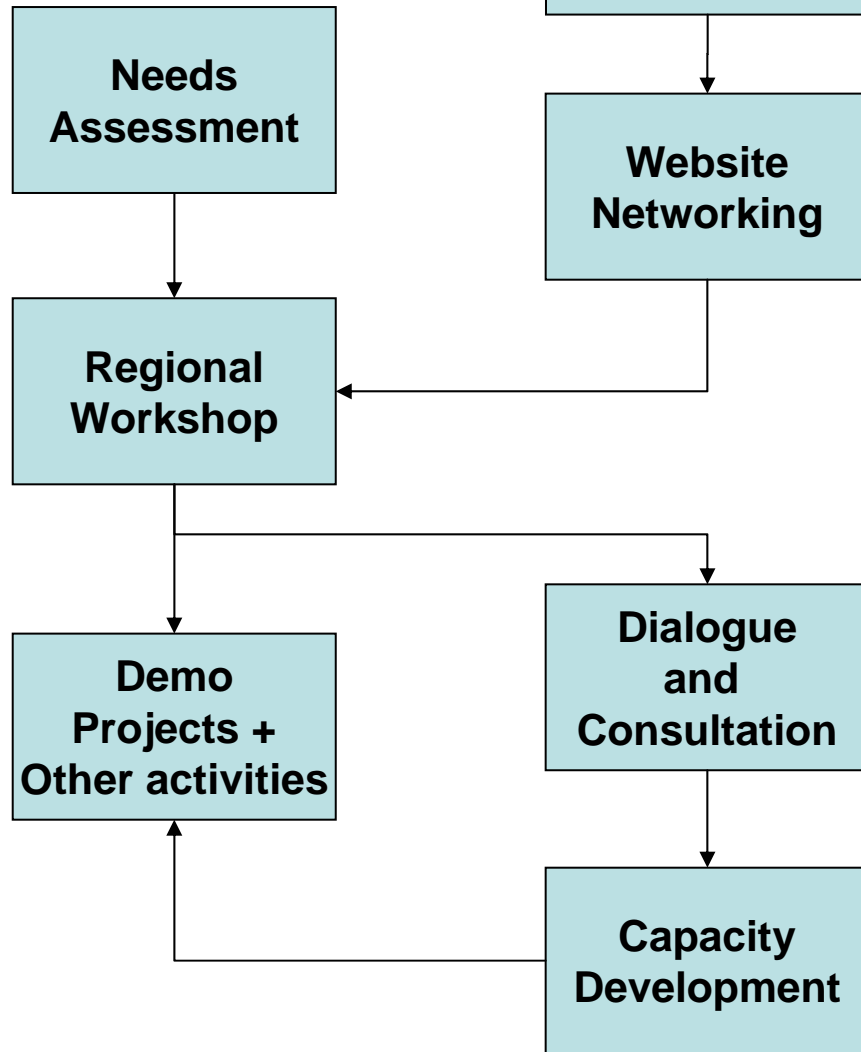 Needs
Assessment
Website
Networking
Regional
Workshop
Demo
Projects +
Other activities
Dialogue
and
Consultation
Capacity
Development